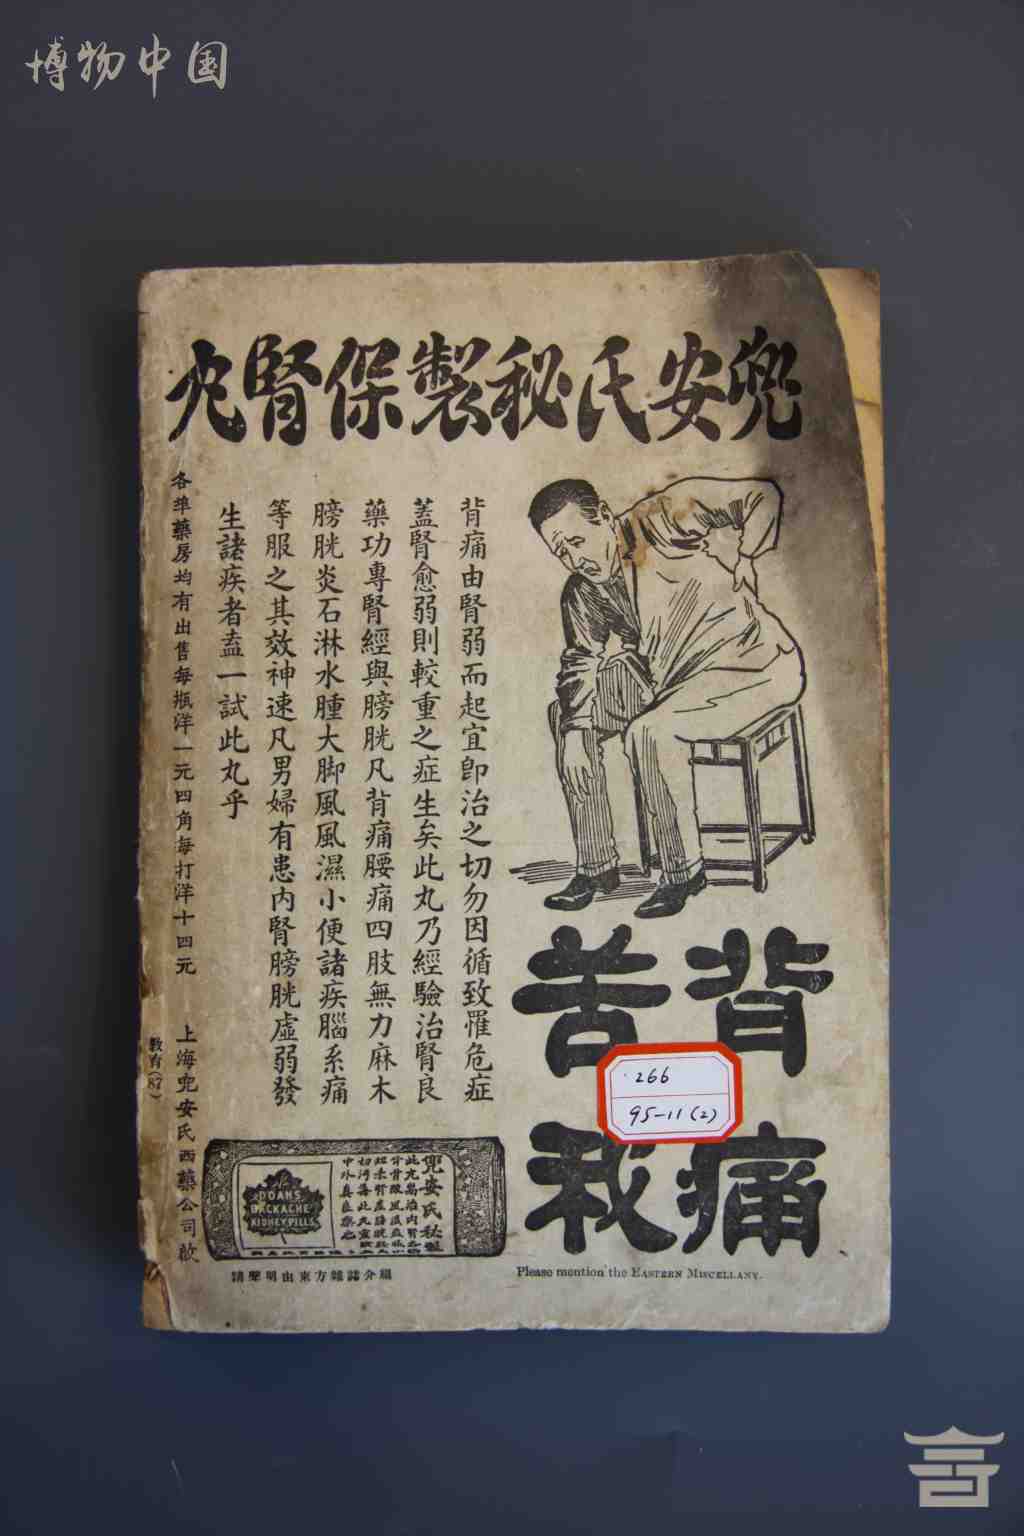 博物中国
兜安氏秘製保腎丸
背痛
苦哉
266
95-11(2)
背痛由腎弱而起宜卽治之切勿因循致罹危症
蓋腎愈弱則較重之症生矣此丸乃經驗治腎良
藥功專腎經與膀胱凡背痛腰痛四肢無力麻木
膀胱炎石淋水腫大脚風風濕小便諸疾腦系痛
等服之其效神速凡男婦有患内腎膀胱虛弱發
生諸疾者盍一試此丸乎
各埠藥房均有出售每瓶洋一元四角每打洋十四元
上海兜安氏西藥公司啟
教育(87)
兜安氏秘製
DOANS
BACKACHE
KIDNEY PILLS
請聲明由東方雜誌介紹
Please mention the EASTERN MISCELLANY.